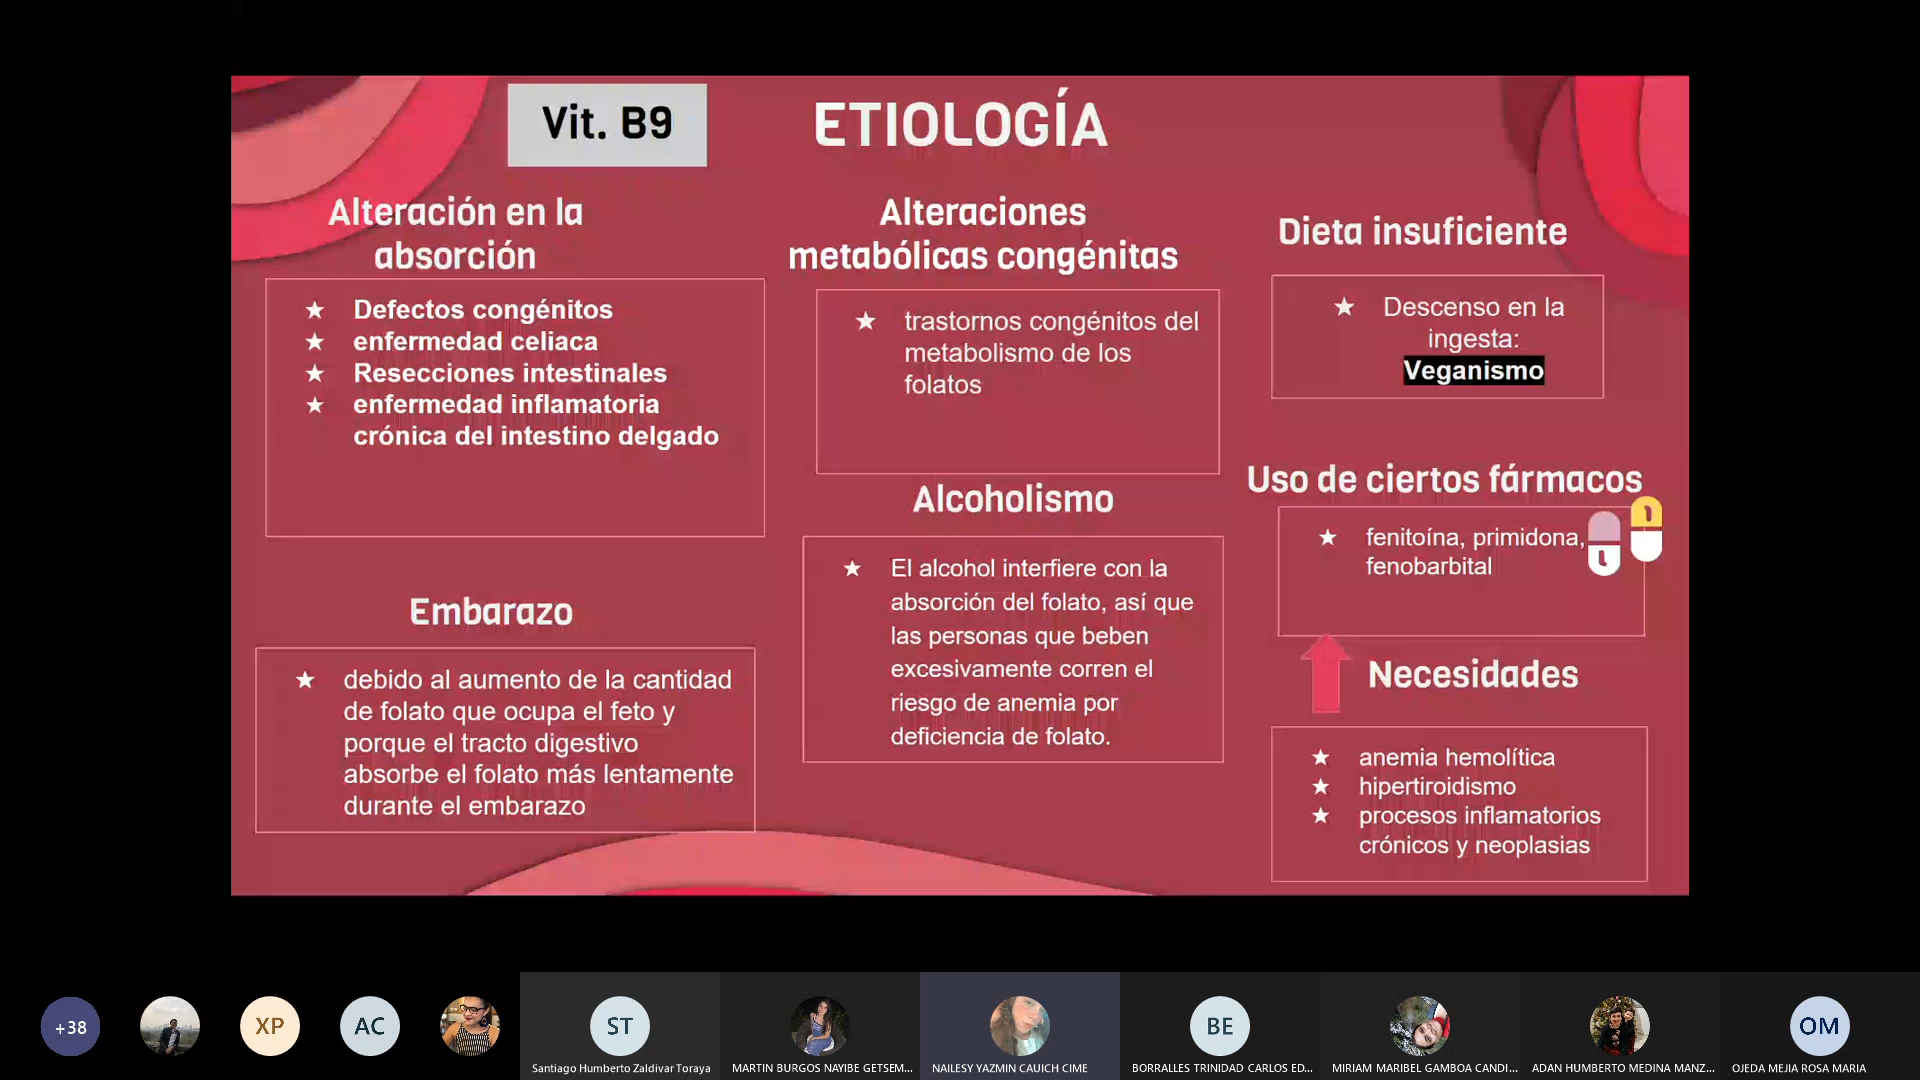 Vit. B9
ETIOLOGÍA
Alteración en la
absorción
★ Defectos congénitos
★ enfermedad celiaca
★ Resecciones intestinales
★ enfermedad inflamatoria
crónica del intestino delgado
Embarazo
★ debido al aumento de la cantidad
de folato que ocupa el feto y
porque el tracto digestivo
absorbe el folato más lentamente
durante el embarazo
Alteraciones
metabólicas congénitas
★ trastornos congénitos del
metabolismo de los
folatos
Alcoholismo
★ El alcohol interfiere con la
absorción del folato, así que
las personas que beben
excesivamente corren el
riesgo de anemia por
deficiencia de folato.
Dieta insuficiente
★ Descenso en la
ingesta:
Veganismo
Uso de ciertos fármacos
★ fenitoína, primidona,
fenobarbital
Necesidades
★ anemia hemolítica
★ hipertiroidismo
★ procesos inflamatorios
crónicos y neoplasias
+38
XP
AC
ST
BE
OM
Santiago Humberto Zaldivar Toraya
MARTIN BURGOS NAYIBE GETSEM...
NAILESY YAZMIN CAUICH CIME
BORRALLES TRINIDAD CARLOS ED...
MIRIAM MARIBEL GAMBOA CANDI...
ADAN HUMBERTO MEDINA MANZ...
OJEDA MEJIA ROSA MARIA